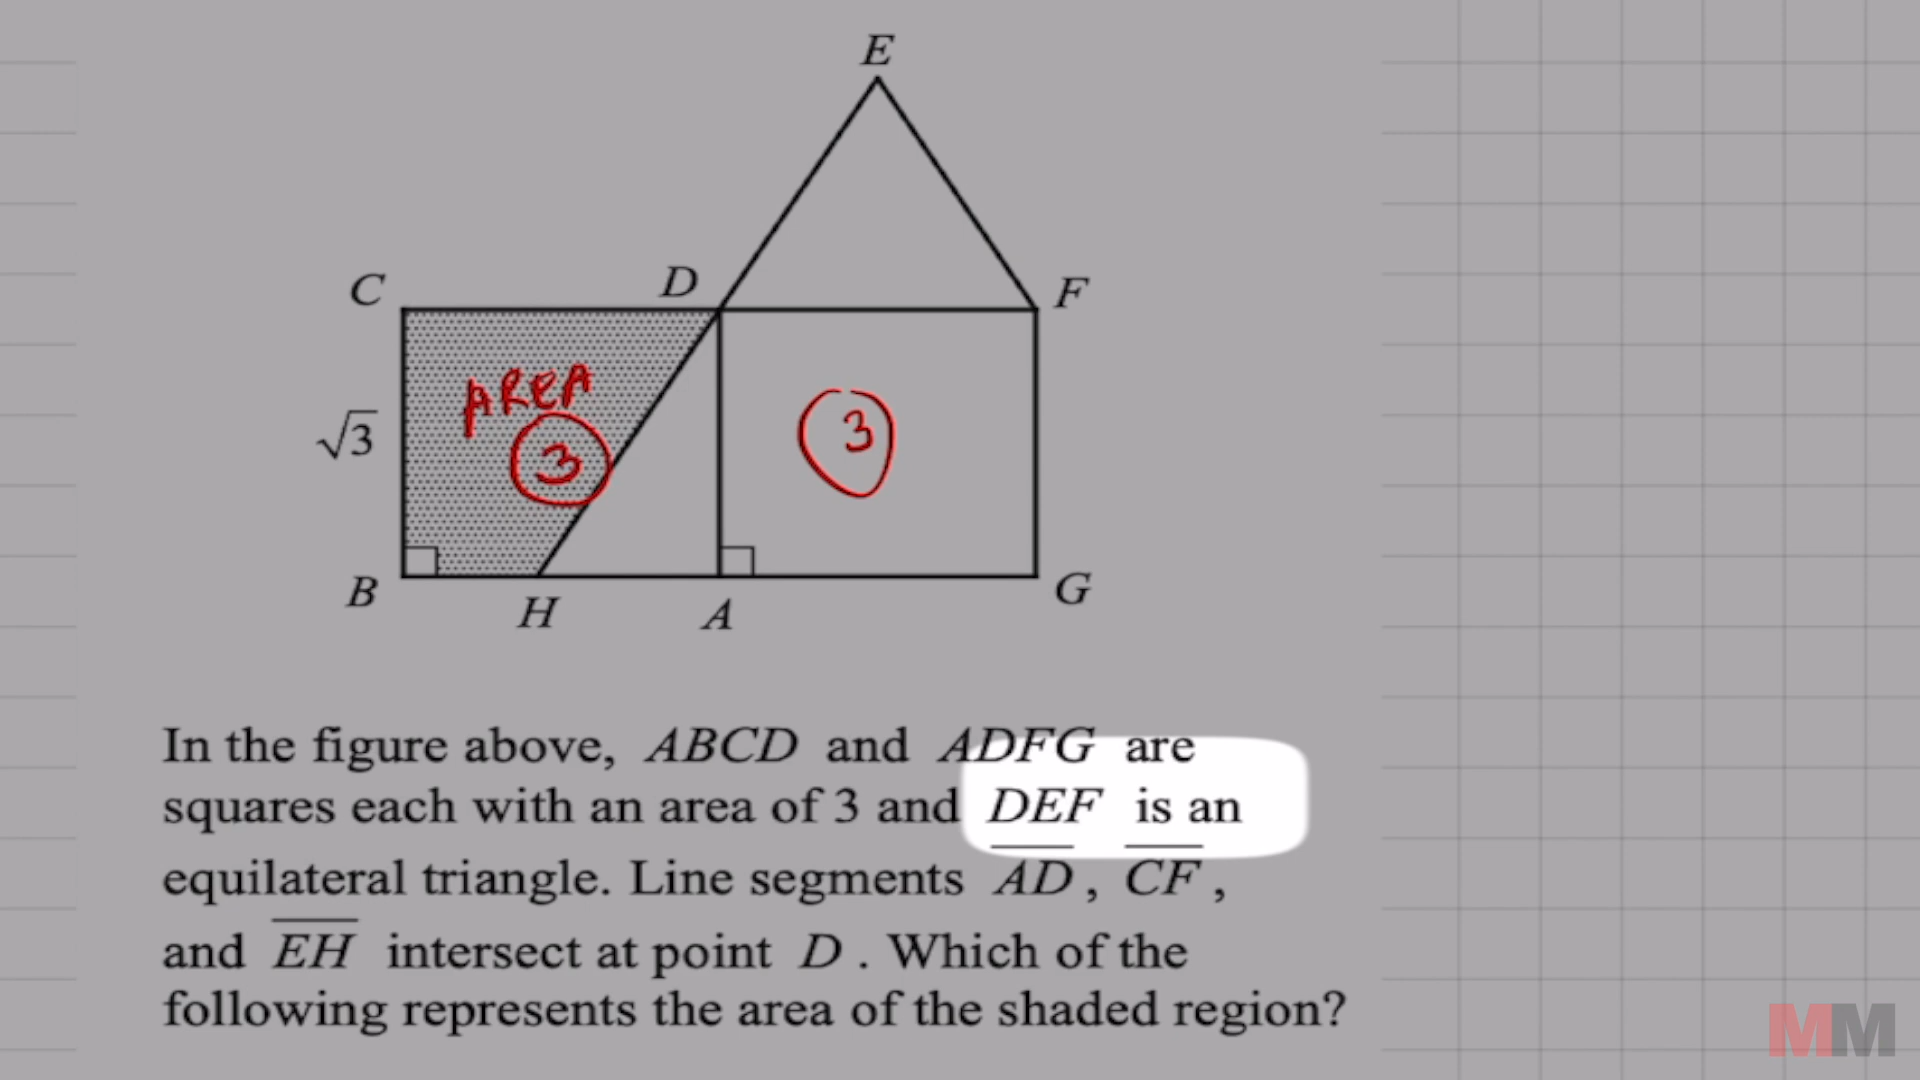 E
C
D
F
AREA
3
3
√3
B
H
A
G
In the figure above, ABCD and ADFG are
squares each with an area of 3 and DEF is an
equilateral triangle. Line segments AD, CF,
and EH intersect at point D. Which of the
following represents the area of the shaded region?
MM